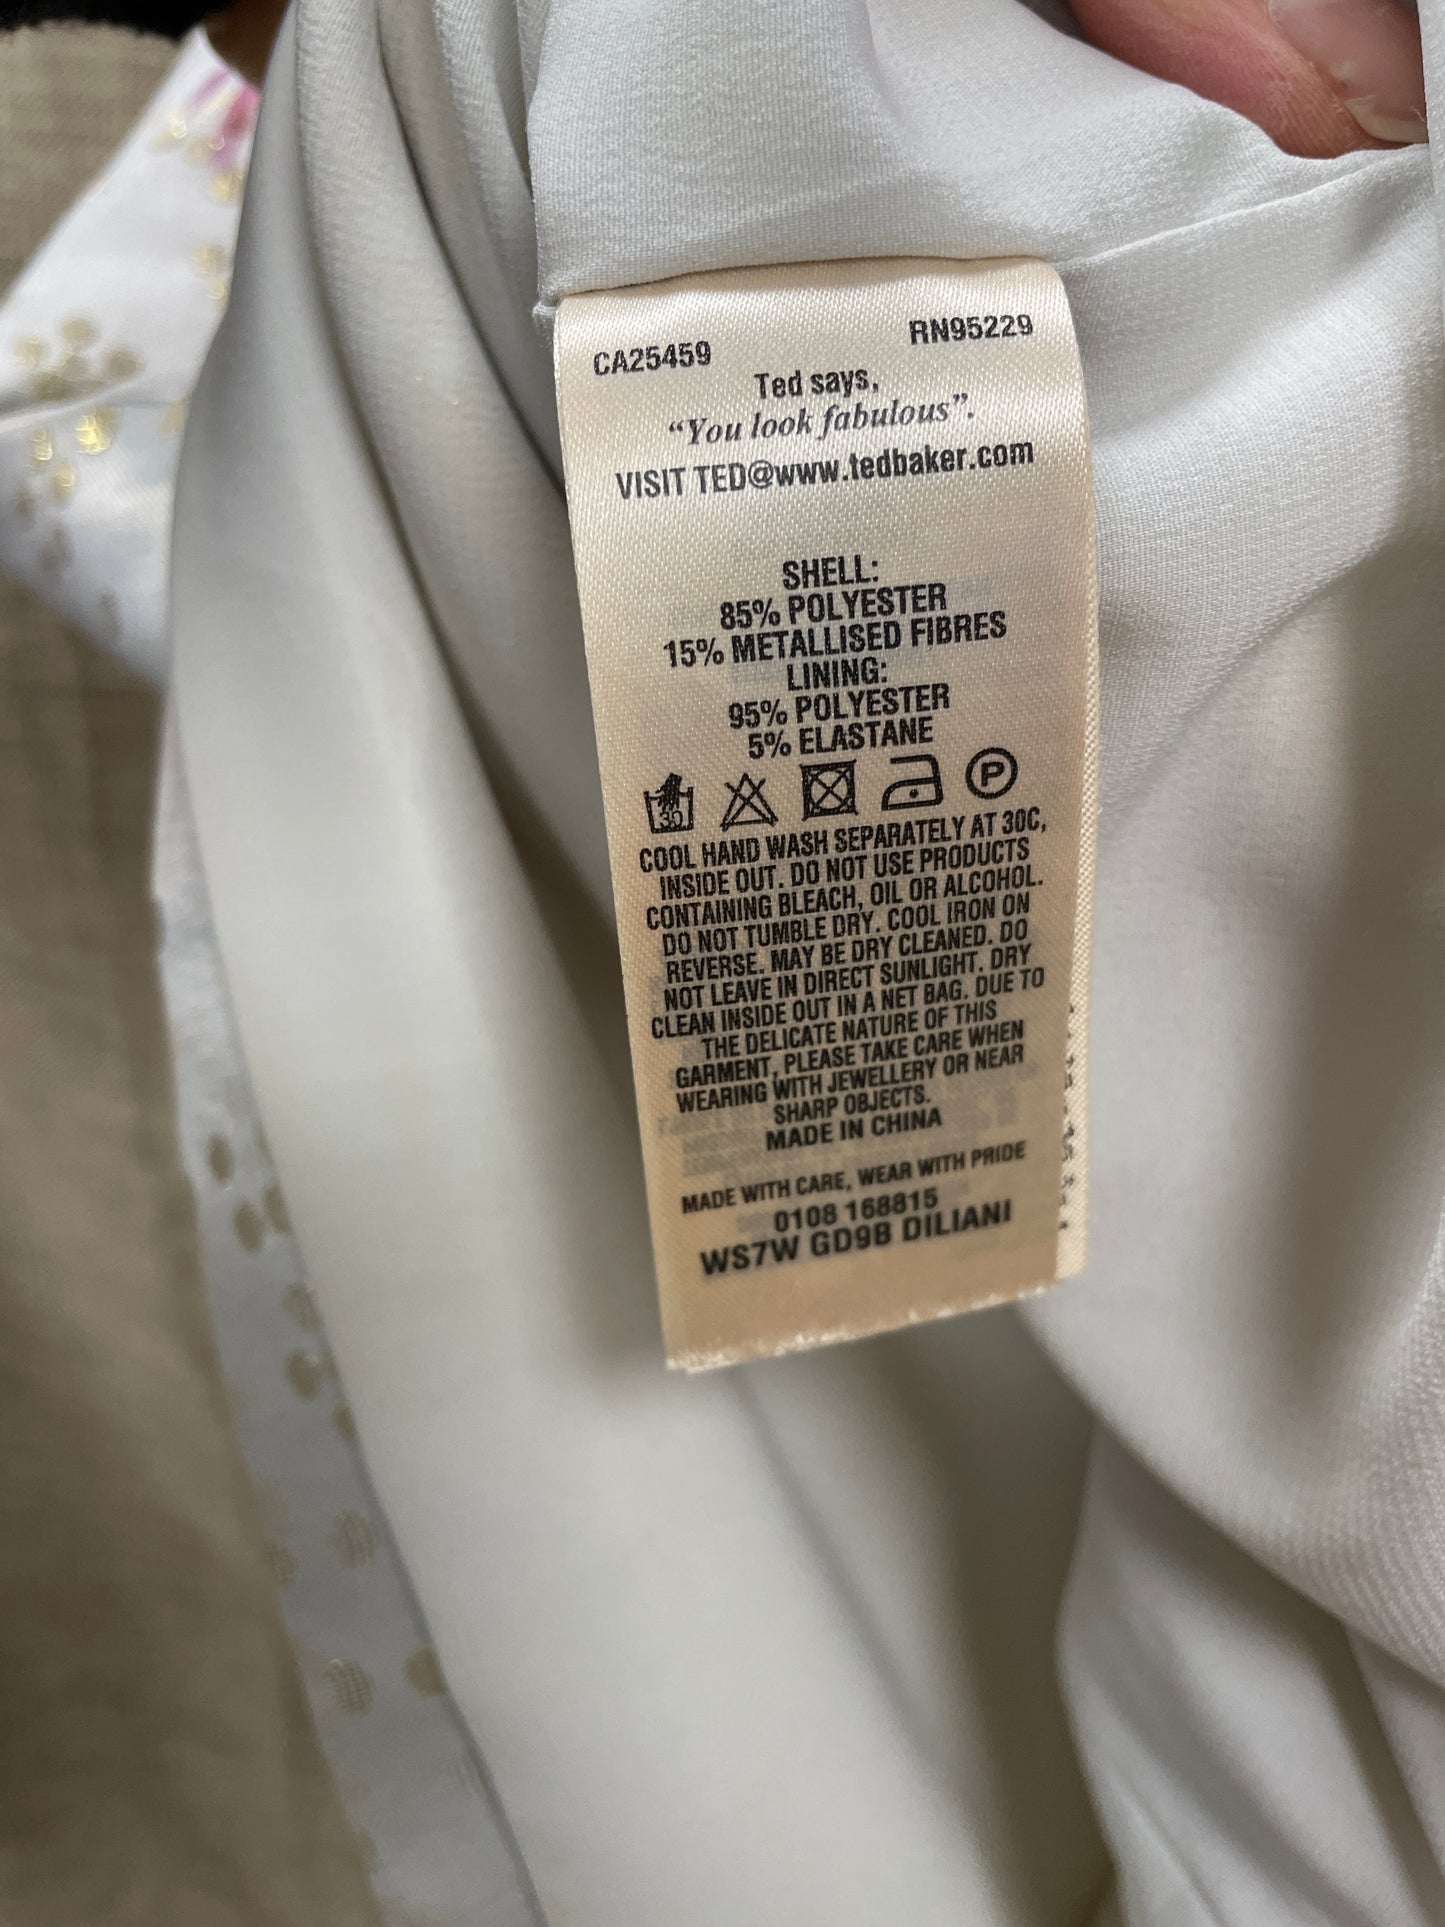 CA25459 RN95229
Ted says,
“You look fabulous”.
VISIT TED@www.tedbaker.com
SHELL:
85% POLYESTER
15% METALLISED FIBRES
LINING:
95% POLYESTER
5% ELASTANE
30 P
COOL HAND WASH SEPARATELY AT 30C,
INSIDE OUT. DO NOT USE PRODUCTS
CONTAINING BLEACH, OIL OR ALCOHOL.
DO NOT TUMBLE DRY. COOL IRON ON
REVERSE. MAY BE DRY CLEANED. DO
NOT LEAVE IN DIRECT SUNLIGHT. DRY
CLEAN INSIDE OUT IN A NET BAG. DUE TO
THE DELICATE NATURE OF THIS
GARMENT, PLEASE TAKE CARE WHEN
WEARING WITH JEWELLERY OR NEAR
SHARP OBJECTS.
MADE IN CHINA
MADE WITH CARE, WEAR WITH PRIDE
0108 168815
WS7W GD9B DILIANI